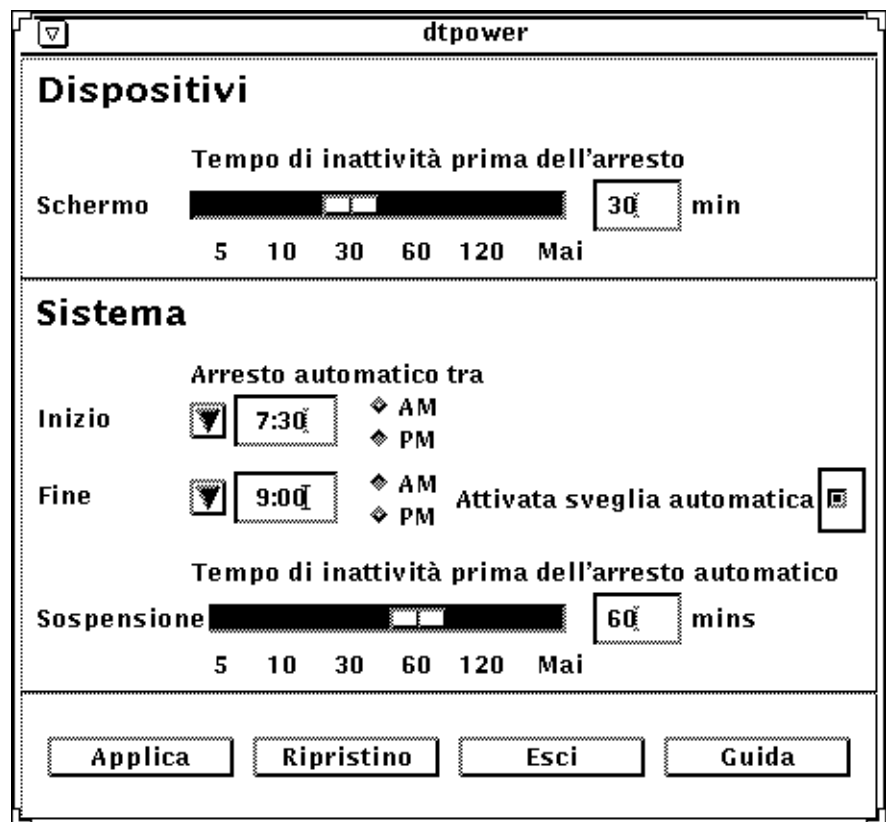 dtpower
Dispositivi
Tempo di inattività prima dell'arresto
Schermo 30 min
5 10 30 60 120 Mai
Sistema
Arresto automatico tra
Inizio 7:30 AM
PM
Fine 9:00 AM
PM
Attivata sveglia automatica
Tempo di inattività prima dell'arresto automatico
Sospensione 60 mins
5 10 30 60 120 Mai
Applica Ripristino Esci Guida